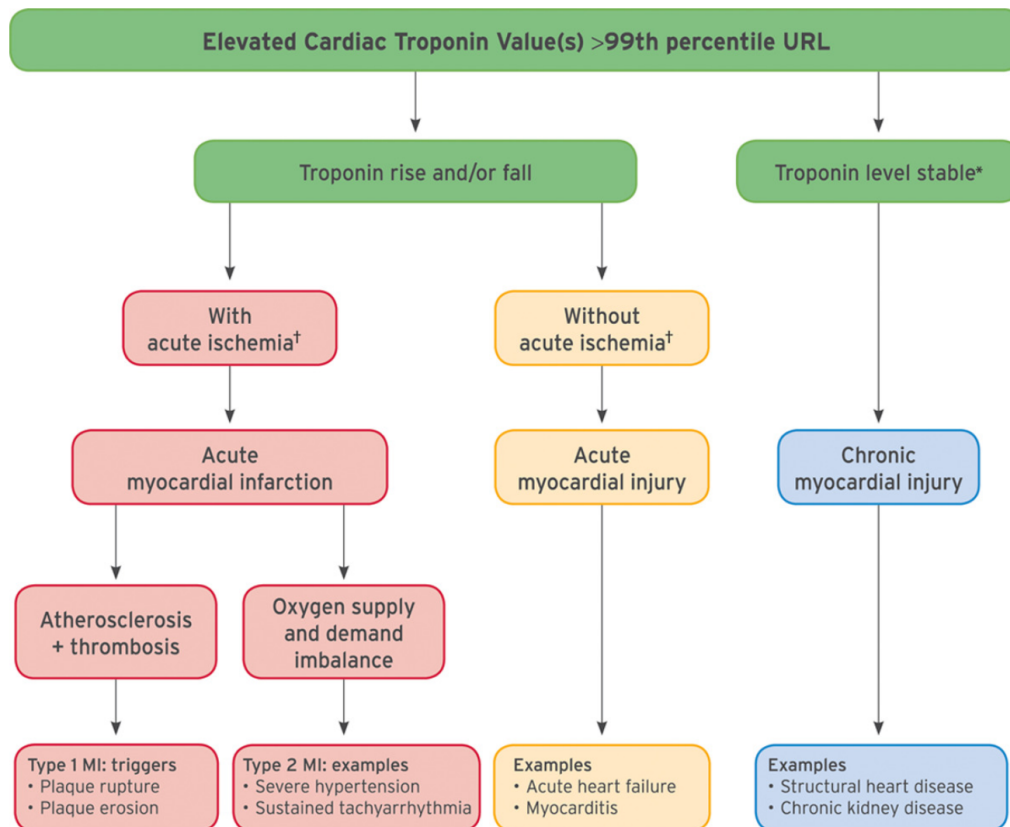 Elevated Cardiac Troponin Value(s) >99th percentile URL
Troponin rise and/or fall
Troponin level stable*
With
acute ischemia†
Without
acute ischemia†
Acute
myocardial infarction
Acute
myocardial injury
Chronic
myocardial injury
Atherosclerosis
+ thrombosis
Oxygen supply
and demand
imbalance
Type 1 MI: triggers
• Plaque rupture
• Plaque erosion
Type 2 MI: examples
• Severe hypertension
• Sustained tachyarrhythmia
Examples
• Acute heart failure
• Myocarditis
Examples
• Structural heart disease
• Chronic kidney disease